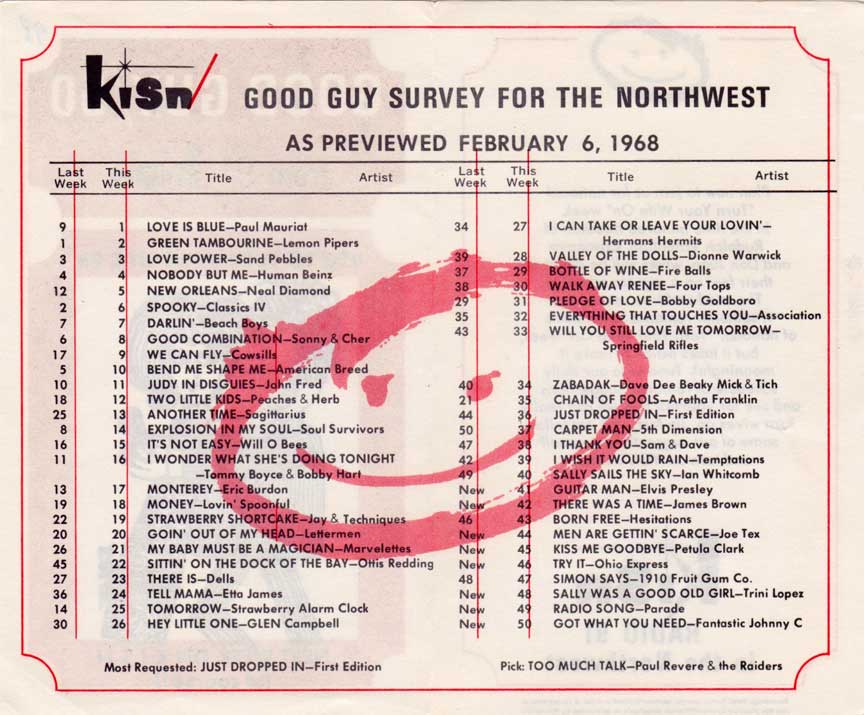 kisn
GOOD GUY SURVEY FOR THE NORTHWEST
AS PREVIEWED FEBRUARY 6, 1968
Last Week This Week Title Artist
9 1 LOVE IS BLUE—Paul Mauriat
1 2 GREEN TAMBOURINE—Lemon Pipers
3 3 LOVE POWER—Sand Pebbles
4 4 NOBODY BUT ME—Human Beinz
12 5 NEW ORLEANS—Neal Diamond
2 6 SPOOKY—Classics IV
7 7 DARLIN'—Beach Boys
6 8 GOOD COMBINATION—Sonny & Cher
17 9 WE CAN FLY—Cowsills
5 10 BEND ME SHAPE ME—American Breed
10 11 JUDY IN DISGUIES—John Fred
18 12 TWO LITTLE KIDS—Peaches & Herb
25 13 ANOTHER TIME—Sagittarius
8 14 EXPLOSION IN MY SOUL—Soul Survivors
16 15 IT'S NOT EASY—Will O Bees
11 16 I WONDER WHAT SHE'S DOING TONIGHT
—Tommy Boyce & Bobby Hart
13 17 MONTEREY—Eric Burdon
19 18 MONEY—Lovin' Spoonful
22 19 STRAWBERRY SHORTCAKE—Jay & Techniques
20 20 GOIN' OUT OF MY HEAD—Lettermen
26 21 MY BABY MUST BE A MAGICIAN—Marvelettes
45 22 SITTIN' ON THE DOCK OF THE BAY—Otis Redding
27 23 THERE IS—Dells
36 24 TELL MAMA—Etta James
14 25 TOMORROW—Strawberry Alarm Clock
30 26 HEY LITTLE ONE—GLEN Campbell
Most Requested: JUST DROPPED IN—First Edition
Last Week This Week Title Artist
34 27 I CAN TAKE OR LEAVE YOUR LOVIN'—
Hermans Hermits
39 28 VALLEY OF THE DOLLS—Dionne Warwick
37 29 BOTTLE OF WINE—Fire Balls
38 30 WALK AWAY RENEE—Four Tops
29 31 PLEDGE OF LOVE—Bobby Goldboro
35 32 EVERYTHING THAT TOUCHES YOU—Association
43 33 WILL YOU STILL LOVE ME TOMORROW—
Springfield Rifles
40 34 ZABADAK—Dave Dee Beaky Mick & Tich
21 35 CHAIN OF FOOLS—Aretha Franklin
44 36 JUST DROPPED IN—First Edition
50 37 CARPET MAN—5th Dimension
47 38 I THANK YOU—Sam & Dave
42 39 I WISH IT WOULD RAIN—Temptations
49 40 SALLY SAILS THE SKY—Ian Whitcomb
New 41 GUITAR MAN—Elvis Presley
New 42 THERE WAS A TIME—James Brown
46 43 BORN FREE—Hesitations
New 44 MEN ARE GETTIN' SCARCE—Joe Tex
New 45 KISS ME GOODBYE—Petula Clark
New 46 TRY IT—Ohio Express
48 47 SIMON SAYS—1910 Fruit Gum Co.
New 48 SALLY WAS A GOOD OLD GIRL—Trini Lopez
New 49 RADIO SONG—Parade
New 50 GOT WHAT YOU NEED—Fantastic Johnny C
Pick: TOO MUCH TALK—Paul Revere & the Raiders